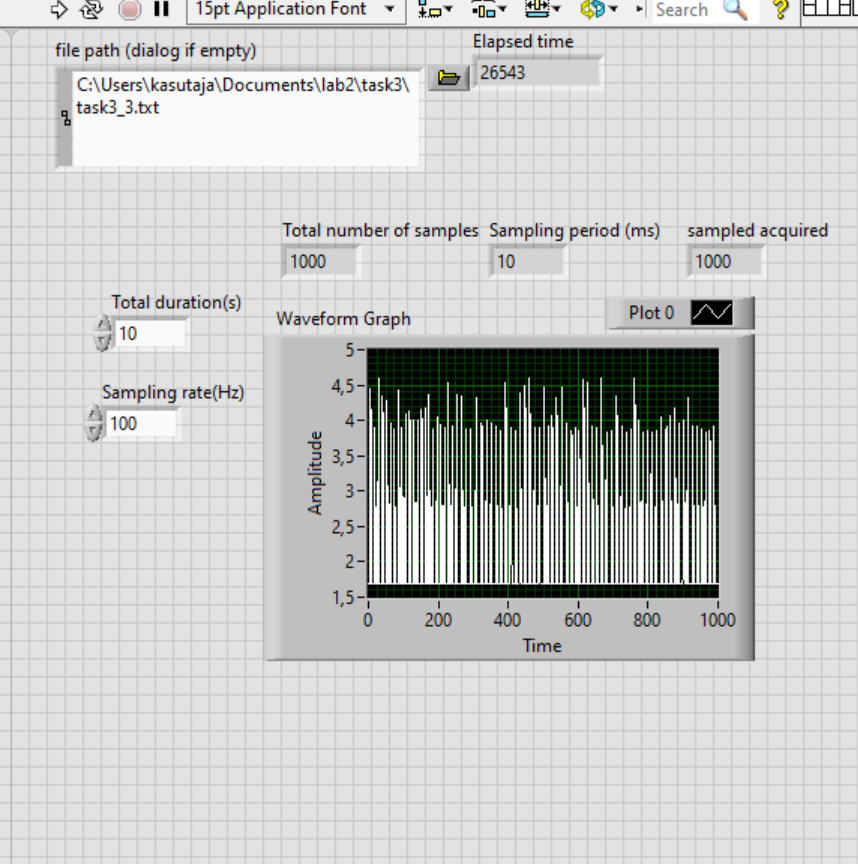 15pt Application Font
Search
file path (dialog if empty)
Elapsed time
C:\Users\kasutaja\Documents\lab2\task3\
task3_3.txt
26543
Total number of samples
Sampling period (ms)
sampled acquired
1000
10
1000
Total duration(s)
10
Sampling rate(Hz)
100
Waveform Graph
Plot 0
Amplitude
5
4,5
4
3,5
3
2,5
2
1,5
0
200
400
600
800
1000
Time